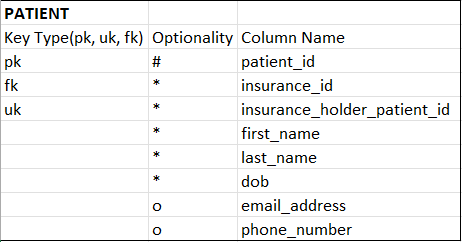 PATIENT
Key Type(pk, uk, fk) Optionality Column Name
pk # patient_id
fk * insurance_id
uk * insurance_holder_patient_id
* first_name
* last_name
* dob
o email_address
o phone_number